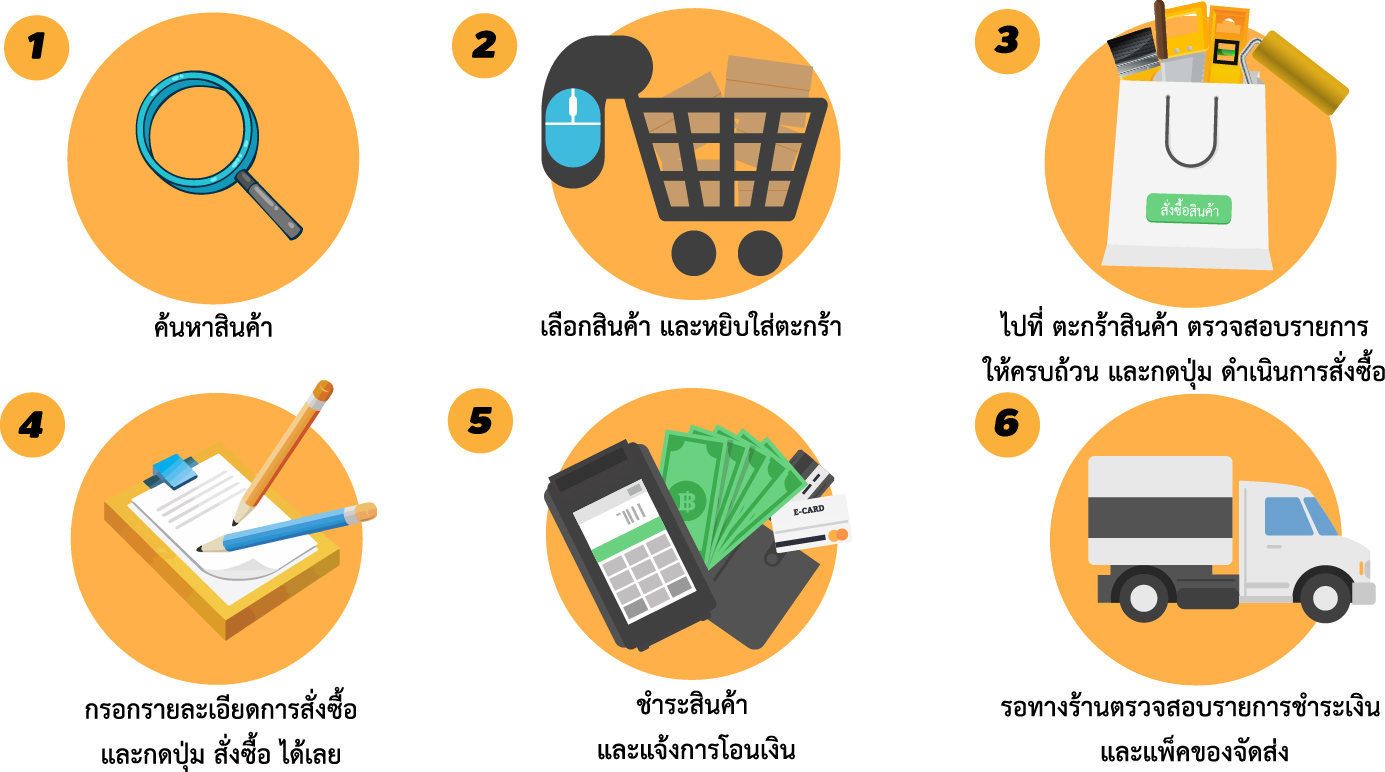 1
ค้นหาสินค้า
2
เลือกสินค้า และหยิบใส่ตะกร้า
3
สั่งซื้อสินค้า
ไปที่ ตะกร้าสินค้า ตรวจสอบรายการ
ให้ครบถ้วน และกดปุ่ม ดำเนินการสั่งซื้อ
4
กรอกรายละเอียดการสั่งซื้อ
และกดปุ่ม สั่งซื้อ ได้เลย
5
฿
E-CARD
ชำระสินค้า
และแจ้งการโอนเงิน
6
รอทางร้านตรวจสอบรายการชำระเงิน
และแพ็คของจัดส่ง